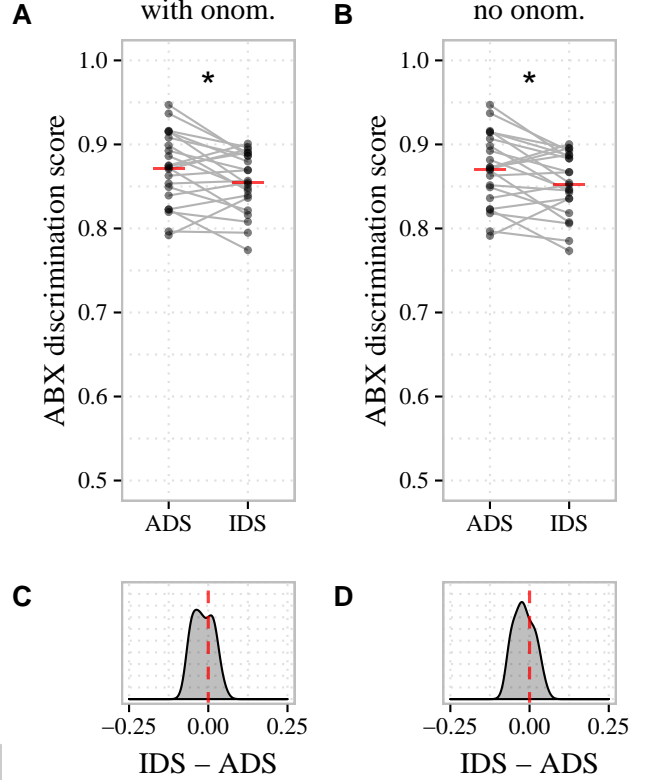 A with onom. B no onom.
ABX discrimination score
1.0
0.9
0.8
0.7
0.6
0.5
*
ADS IDS
ABX discrimination score
1.0
0.9
0.8
0.7
0.6
0.5
*
ADS IDS
C
−0.25 0.00 0.25
IDS − ADS
D
−0.25 0.00 0.25
IDS − ADS